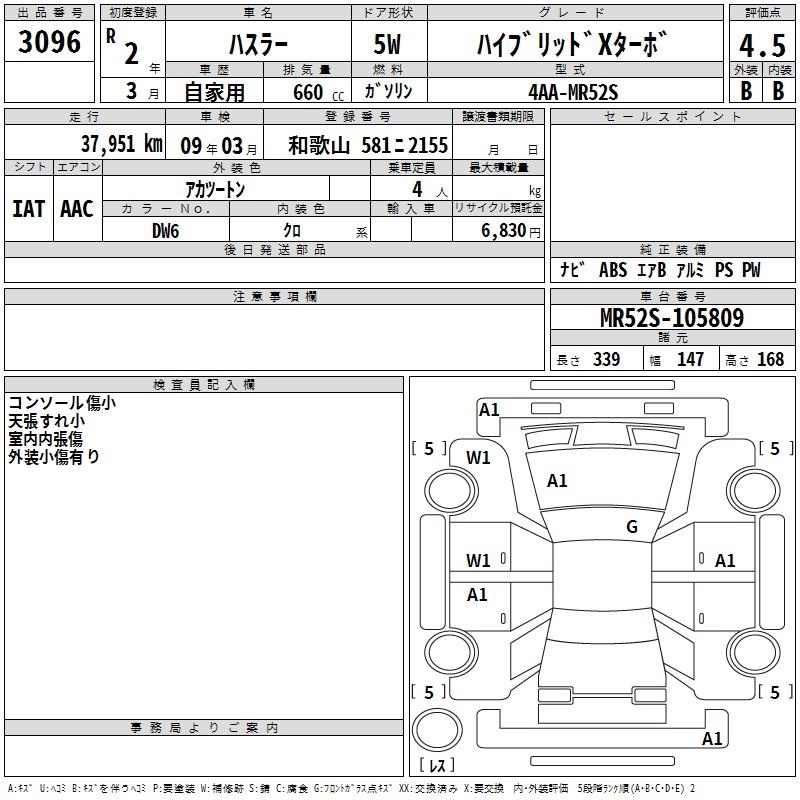 出品番号
3096
初度登録
R 2 年
3 月
車名
ハスラー
ドア形状
5W
グレード
ハイブリッドXターボ
評価点
4.5
車歴
自家用
排気量
660 CC
燃料
ガソリン
型式
4AA-MR52S
外装 内装
B B
走行
37,951 km
車検
09 年 03 月
登録番号
和歌山 581ニ2155
譲渡書類期限
月 日
セールスポイント
シフト
IAT
エアコン
AAC
外装色
アカツートン
乗車定員
4 人
最大積載量
kg
カラーNo.
DW6
内装色
クロ 系
輸入車
リサイクル預託金
6,830 円
後日発送部品
純正装備
ナビ ABS エアB アルミ PS PW
注意事項欄
車台番号
MR52S-105809
諸元
長さ 339 幅 147 高さ 168
検査員記入欄
コンソール傷小
天張すれ小
室内内張傷
外装小傷有り
事務局よりご案内
A1
[ 5 ] [ 5 ]
W1
A1
G
W1 A1
A1
[ 5 ] [ 5 ]
A1
[ レス ]
A:キズ U:ヘコミ B:キズを伴うヘコミ P:要塗装 W:補修跡 S:錆 C:腐食 G:フロントガラス点キズ XX:交換済み X:要交換 内・外装評価 5段階ランク順(A・B・C・D・E) 2